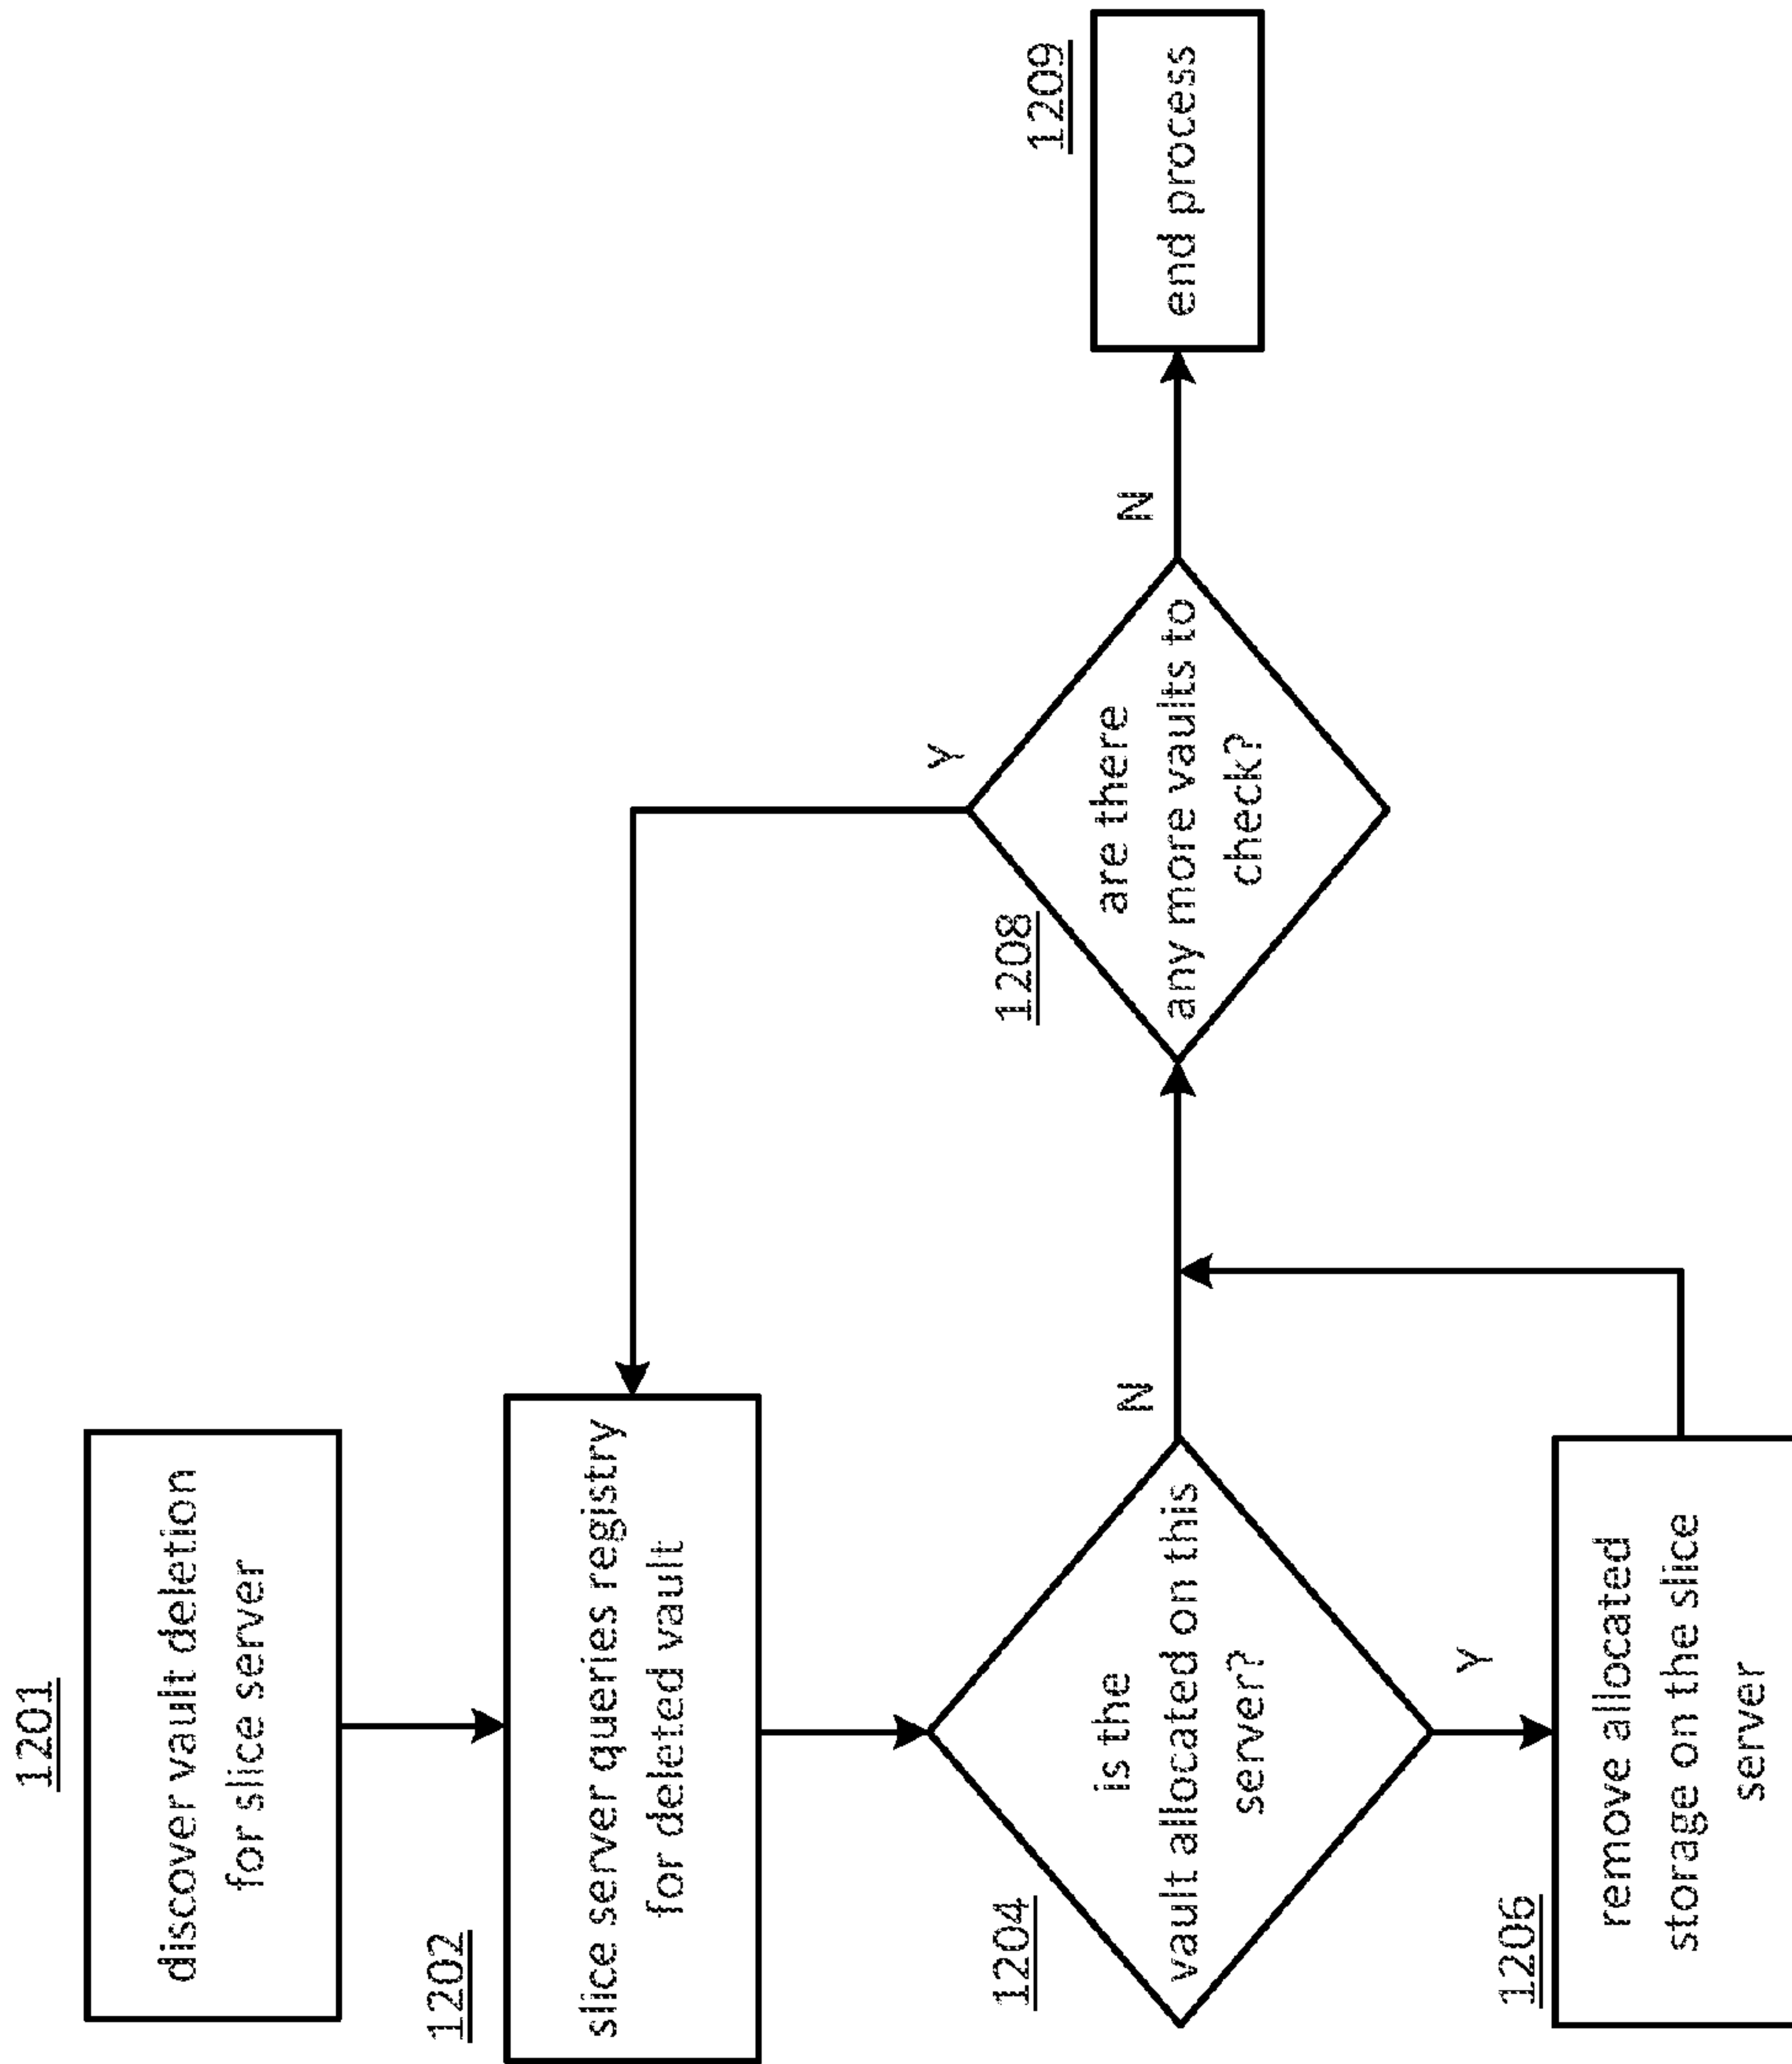 1201
discover vault deletion
for slice server
1202
slice server queries registry
for deleted vault
1204
is the
vault allocated on this
server?
Y
N
1206
remove allocated
storage on the slice
server
1208
are there
any more vaults to
check?
Y
N
1209
end process